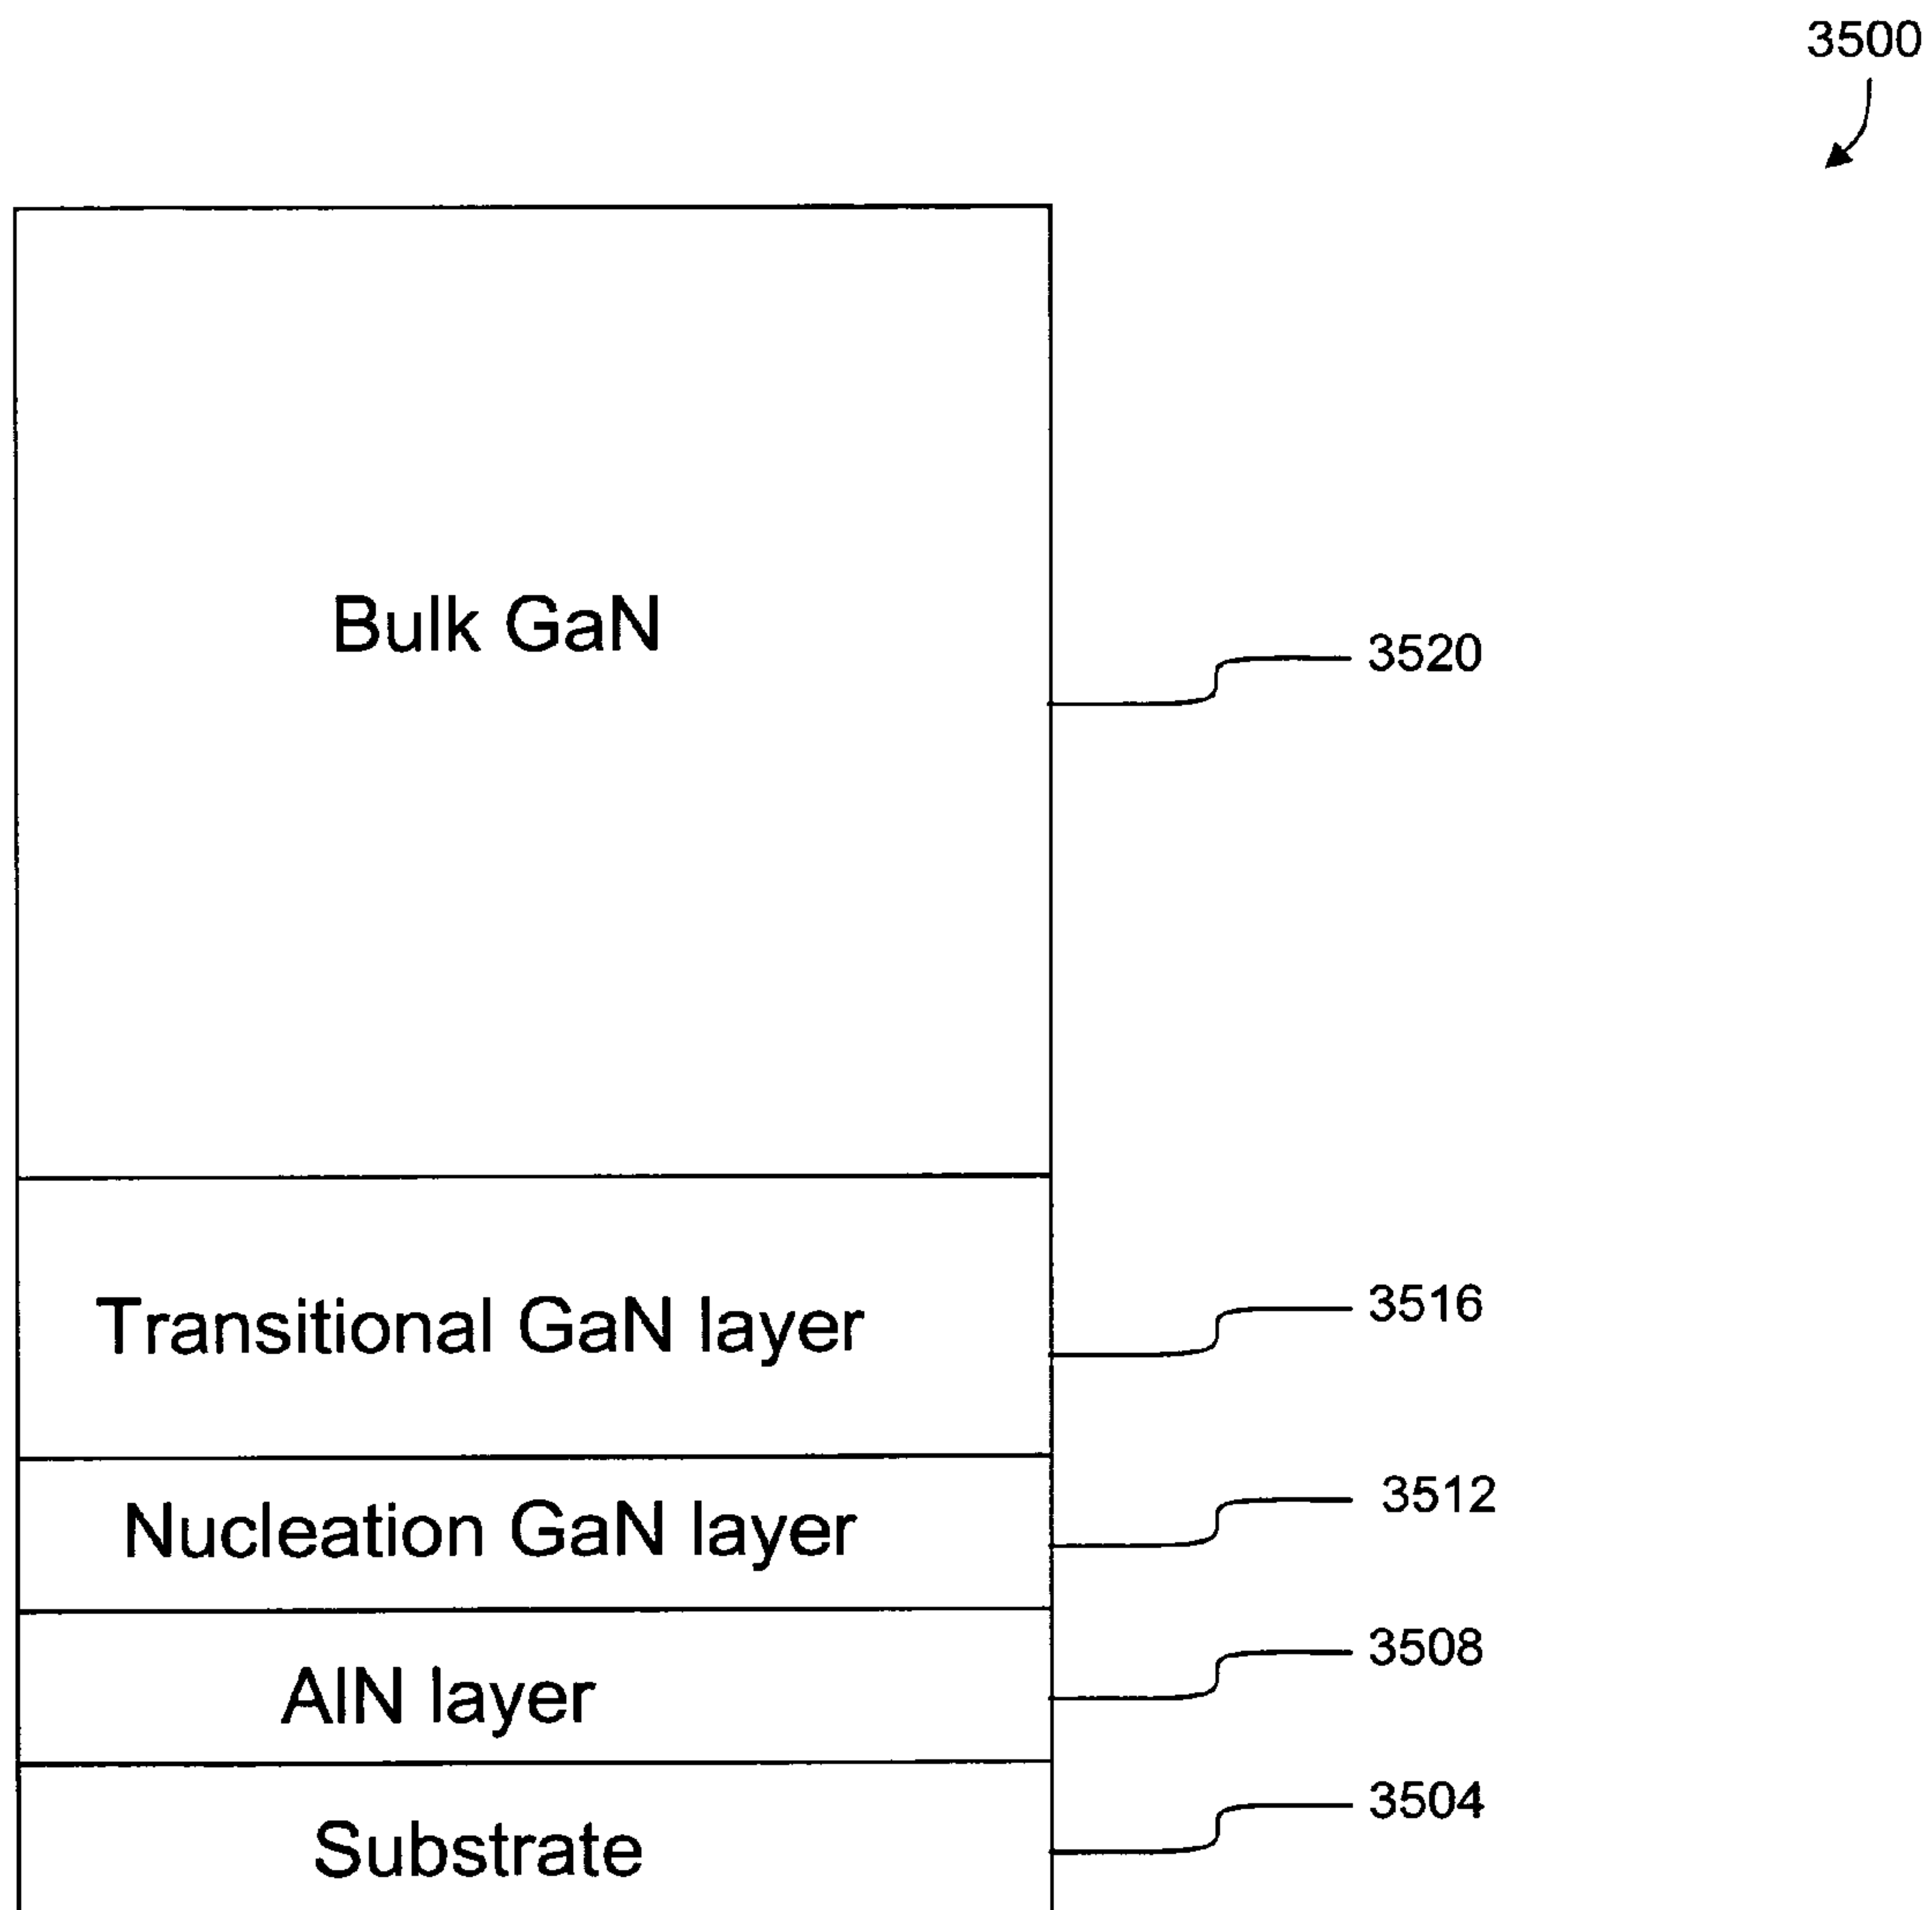 3500
Bulk GaN
3520
Transitional GaN layer
3516
Nucleation GaN layer
3512
AlN layer
3508
Substrate
3504